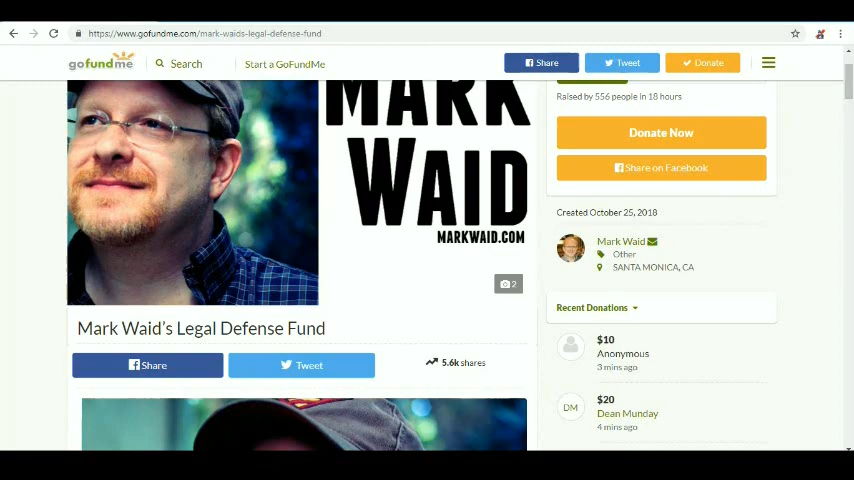 https://www.gofundme.com/mark-waids-legal-defense-fund
gofundme
Search
Start a GoFundMe
Share
Tweet
Donate
MARK
WAID
MARKWAID.COM
2
Raised by 556 people in 18 hours
Donate Now
Share on Facebook
Created October 25, 2018
Mark Waid
Other
SANTA MONICA, CA
Mark Waid's Legal Defense Fund
Share
Tweet
5.6k shares
Recent Donations
$10
Anonymous
3 mins ago
DM
$20
Dean Munday
4 mins ago